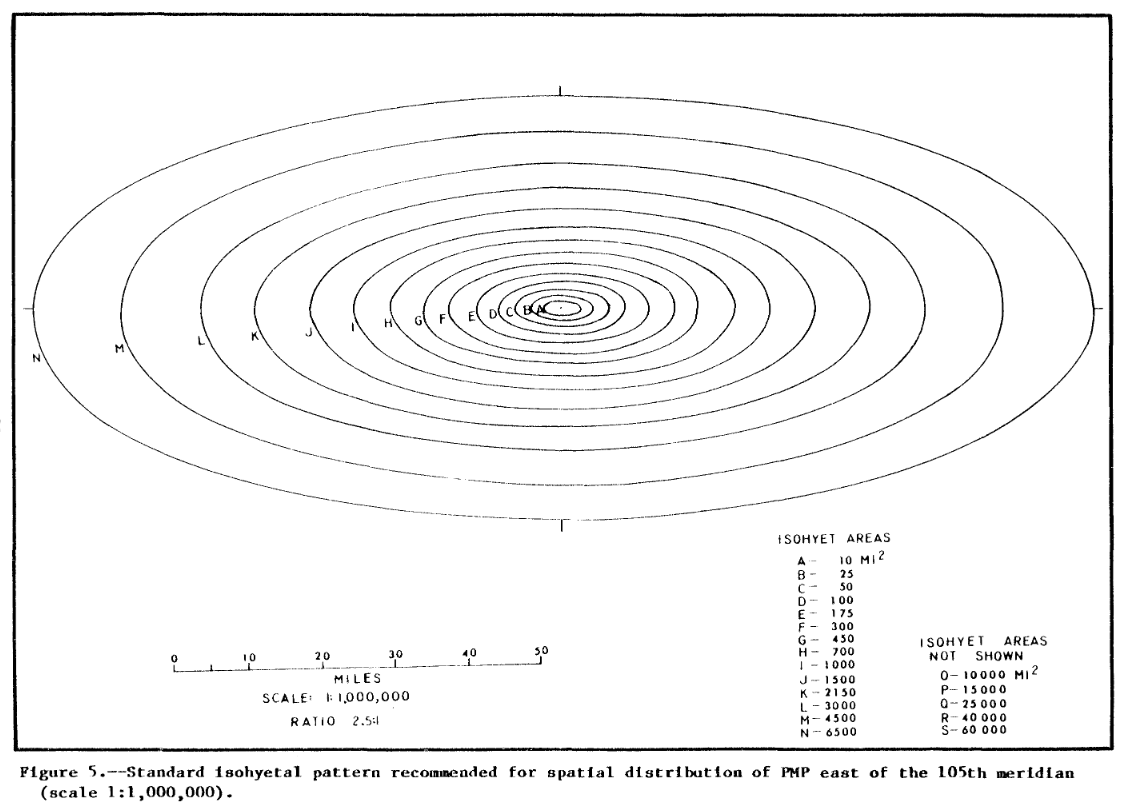 N M L K J I H G F E D C B A
ISOHYET AREAS
A- 10 MI2
B- 25
C- 50
D- 100
E- 175
F- 300
G- 450
H- 700
I- 1000
J- 1500
K- 2150
L- 3000
M-4500
N-6500
ISOHYET AREAS
NOT SHOWN
O-10000 MI2
P-15000
Q-25000
R-40000
S-60000
0 10 20 30 40 50
MILES
SCALE: 1:1,000,000
RATIO 2.5:1
Figure 5.--Standard isohyetal pattern recommended for spatial distribution of PMP east of the 105th meridian
(scale 1:1,000,000).